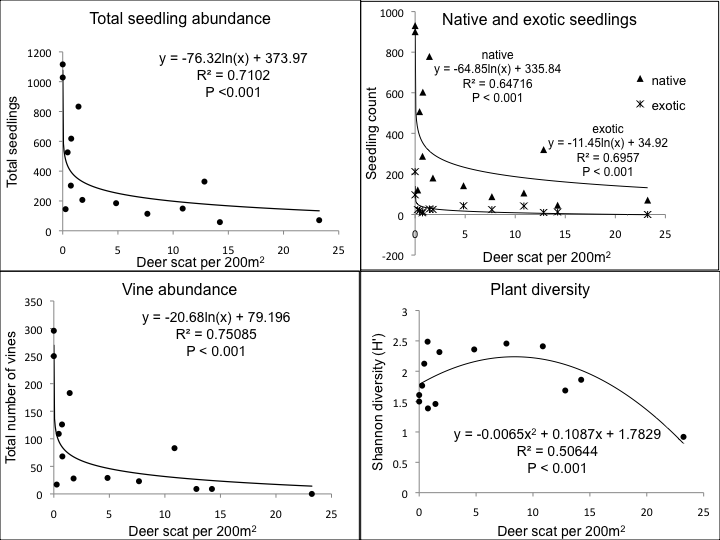 Total seedling abundance
y = -76.32ln(x) + 373.97
R² = 0.7102
P <0.001
Total seedlings
1200
1000
800
600
400
200
0
0 5 10 15 20 25
Deer scat per 200m²
Native and exotic seedlings
native
y = -64.85ln(x) + 335.84
R² = 0.64716
P < 0.001
native
exotic
exotic
y = -11.45ln(x) + 34.92
R² = 0.6957
P < 0.001
Seedling count
1000
800
600
400
200
0
-200
0 5 10 15 20 25
Deer scat per 200m²
Vine abundance
y = -20.68ln(x) + 79.196
R² = 0.75085
P < 0.001
Total number of vines
350
300
250
200
150
100
50
0
0 5 10 15 20 25
Deer scat per 200m²
Plant diversity
Shannon diversity (H')
3
2.5
2
1.5
1
0.5
0
y = -0.0065x² + 0.1087x + 1.7829
R² = 0.50644
P < 0.001
0 5 10 15 20 25
Deer scat per 200m²